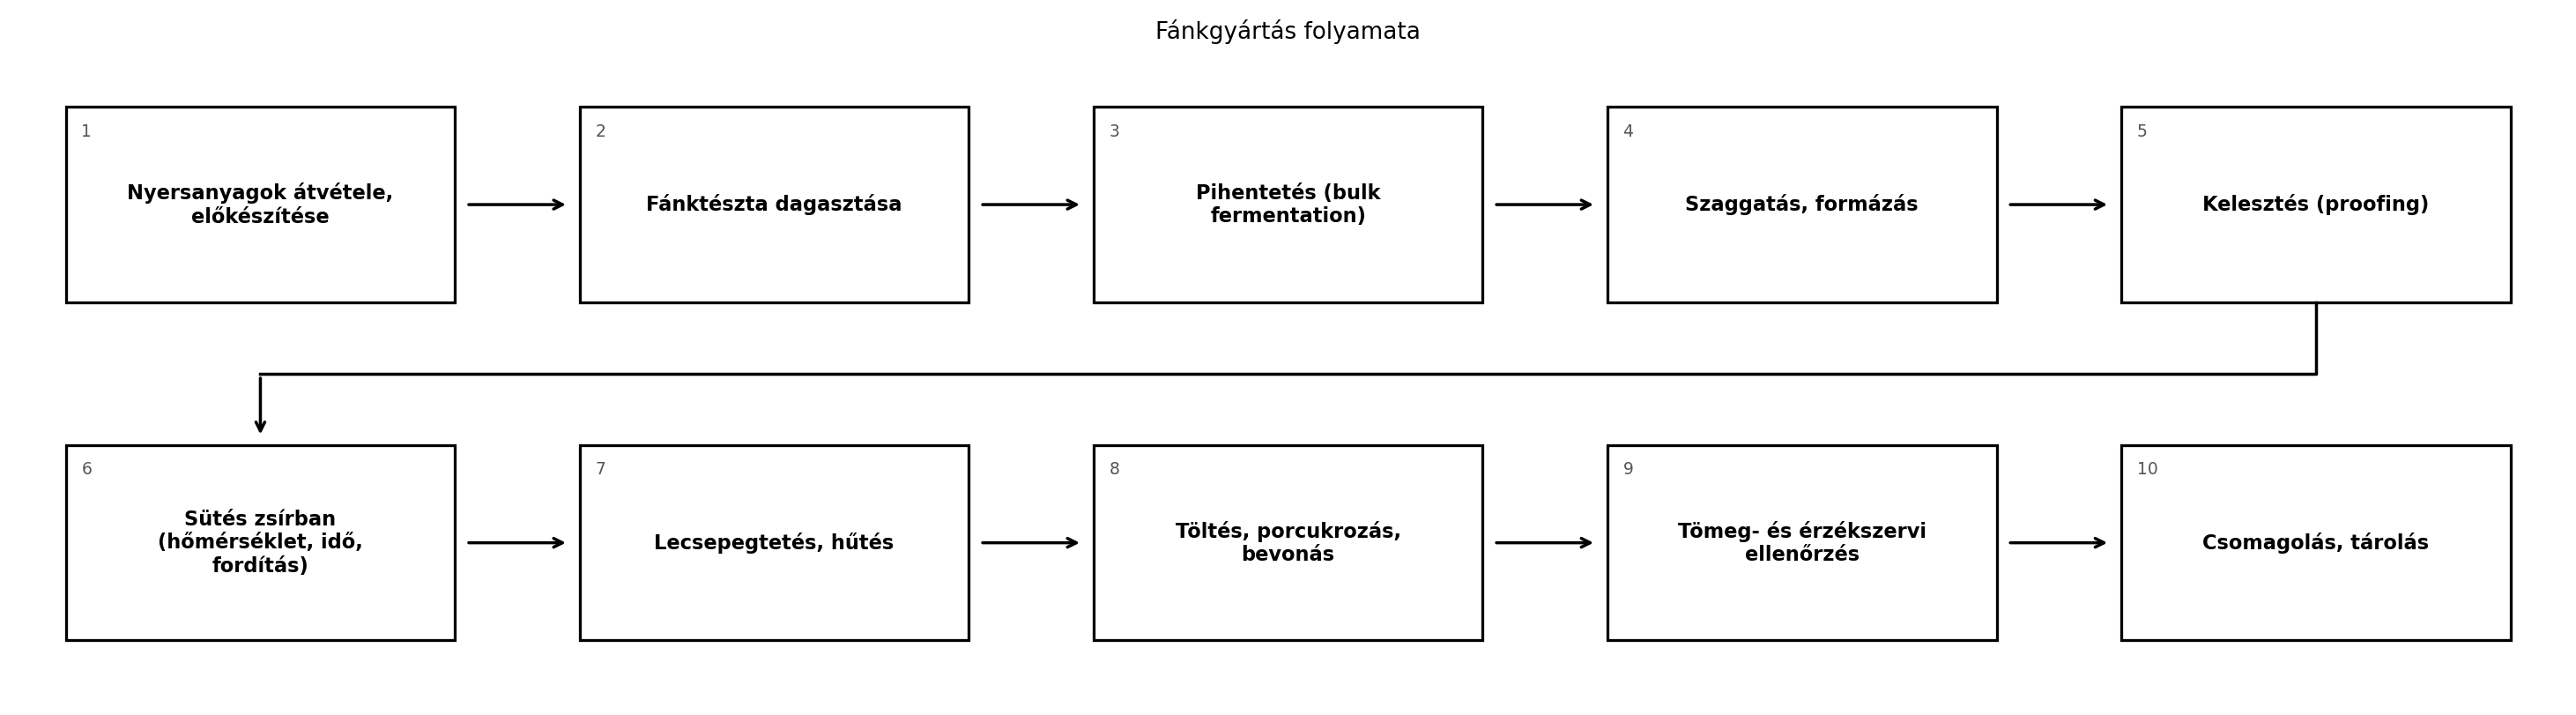 Fánkgyártás folyamata
1
Nyersanyagok átvétele,
előkészítése
2
Fánktészta dagasztása
3
Pihentetés (bulk
fermentation)
4
Szaggatás, formázás
5
Kelesztés (proofing)
6
Sütés zsírban
(hőmérséklet, idő,
fordítás)
7
Lecsepegtetés, hűtés
8
Töltés, porcukrozás,
bevonás
9
Tömeg- és érzékszervi
ellenőrzés
10
Csomagolás, tárolás